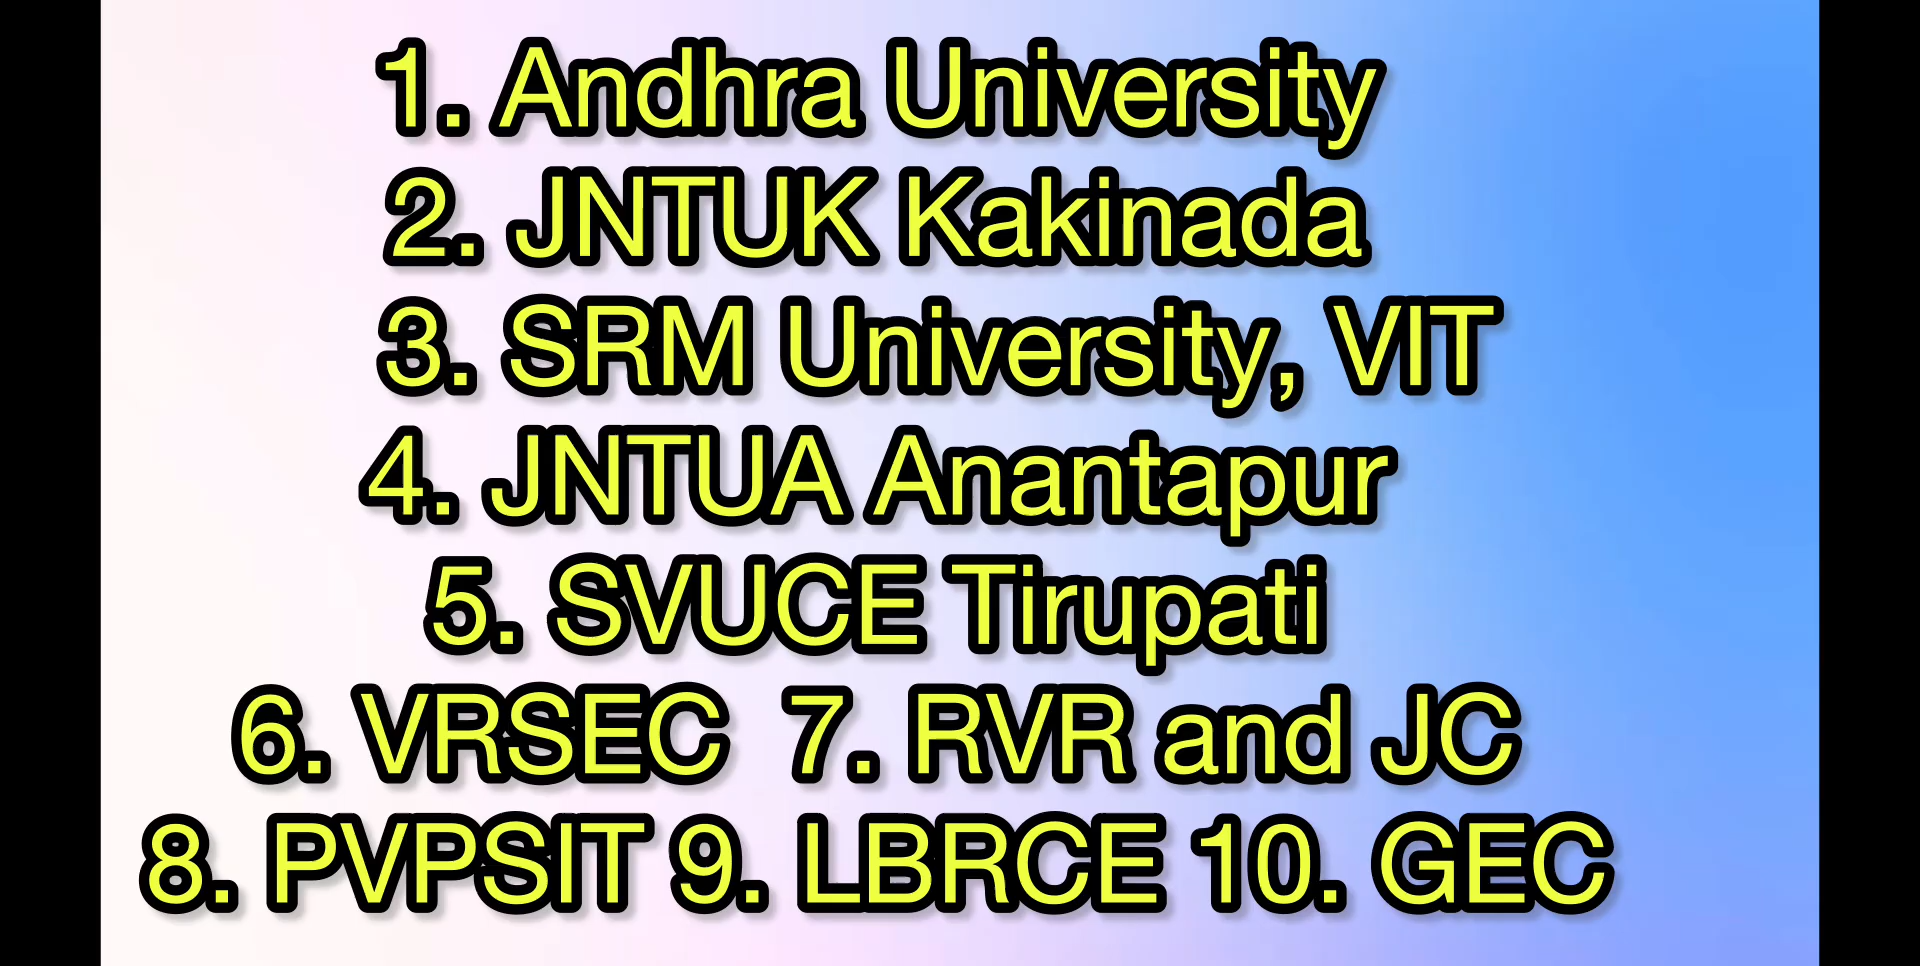 1. Andhra University
2. JNTUK Kakinada
3. SRM University, VIT
4. JNTUA Anantapur
5. SVUCE Tirupati
6. VRSEC  7. RVR and JC
8. PVPSIT 9. LBRCE 10. GEC